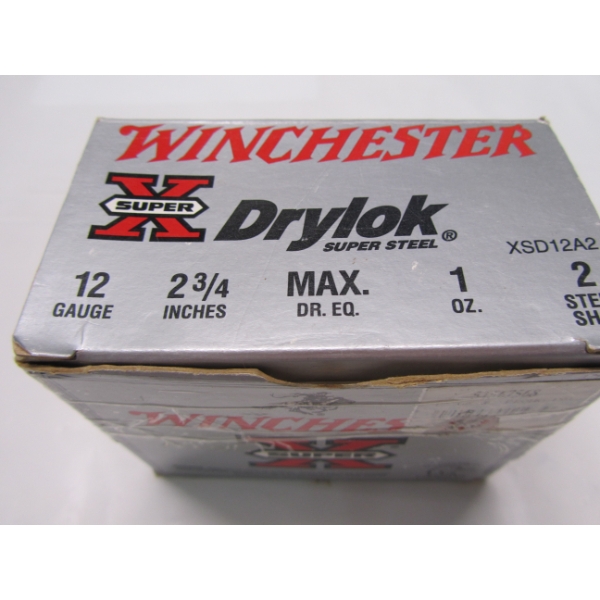 WINCHESTER
X
SUPER
Drylok
SUPER STEEL®
XSD12A2
12 2 3/4 MAX. 1 2
GAUGE INCHES DR. EQ. OZ.
WINCHESTER
X
SUPER